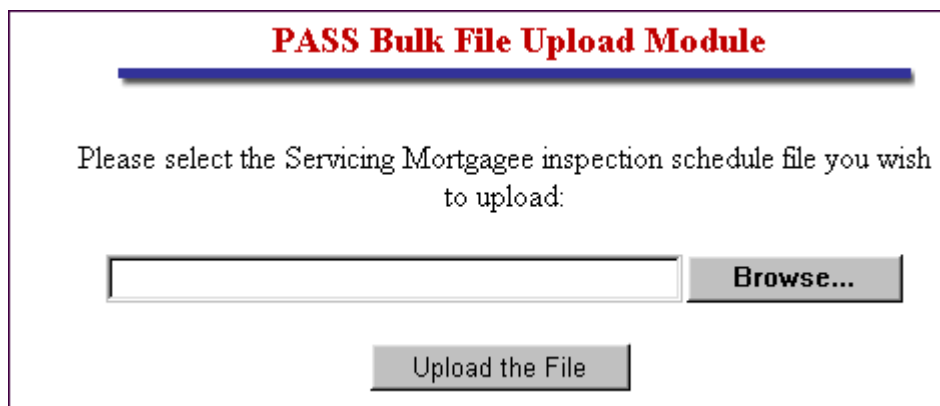 PASS Bulk File Upload Module
Please select the Servicing Mortgagee inspection schedule file you wish
to upload:
Browse...
Upload the File